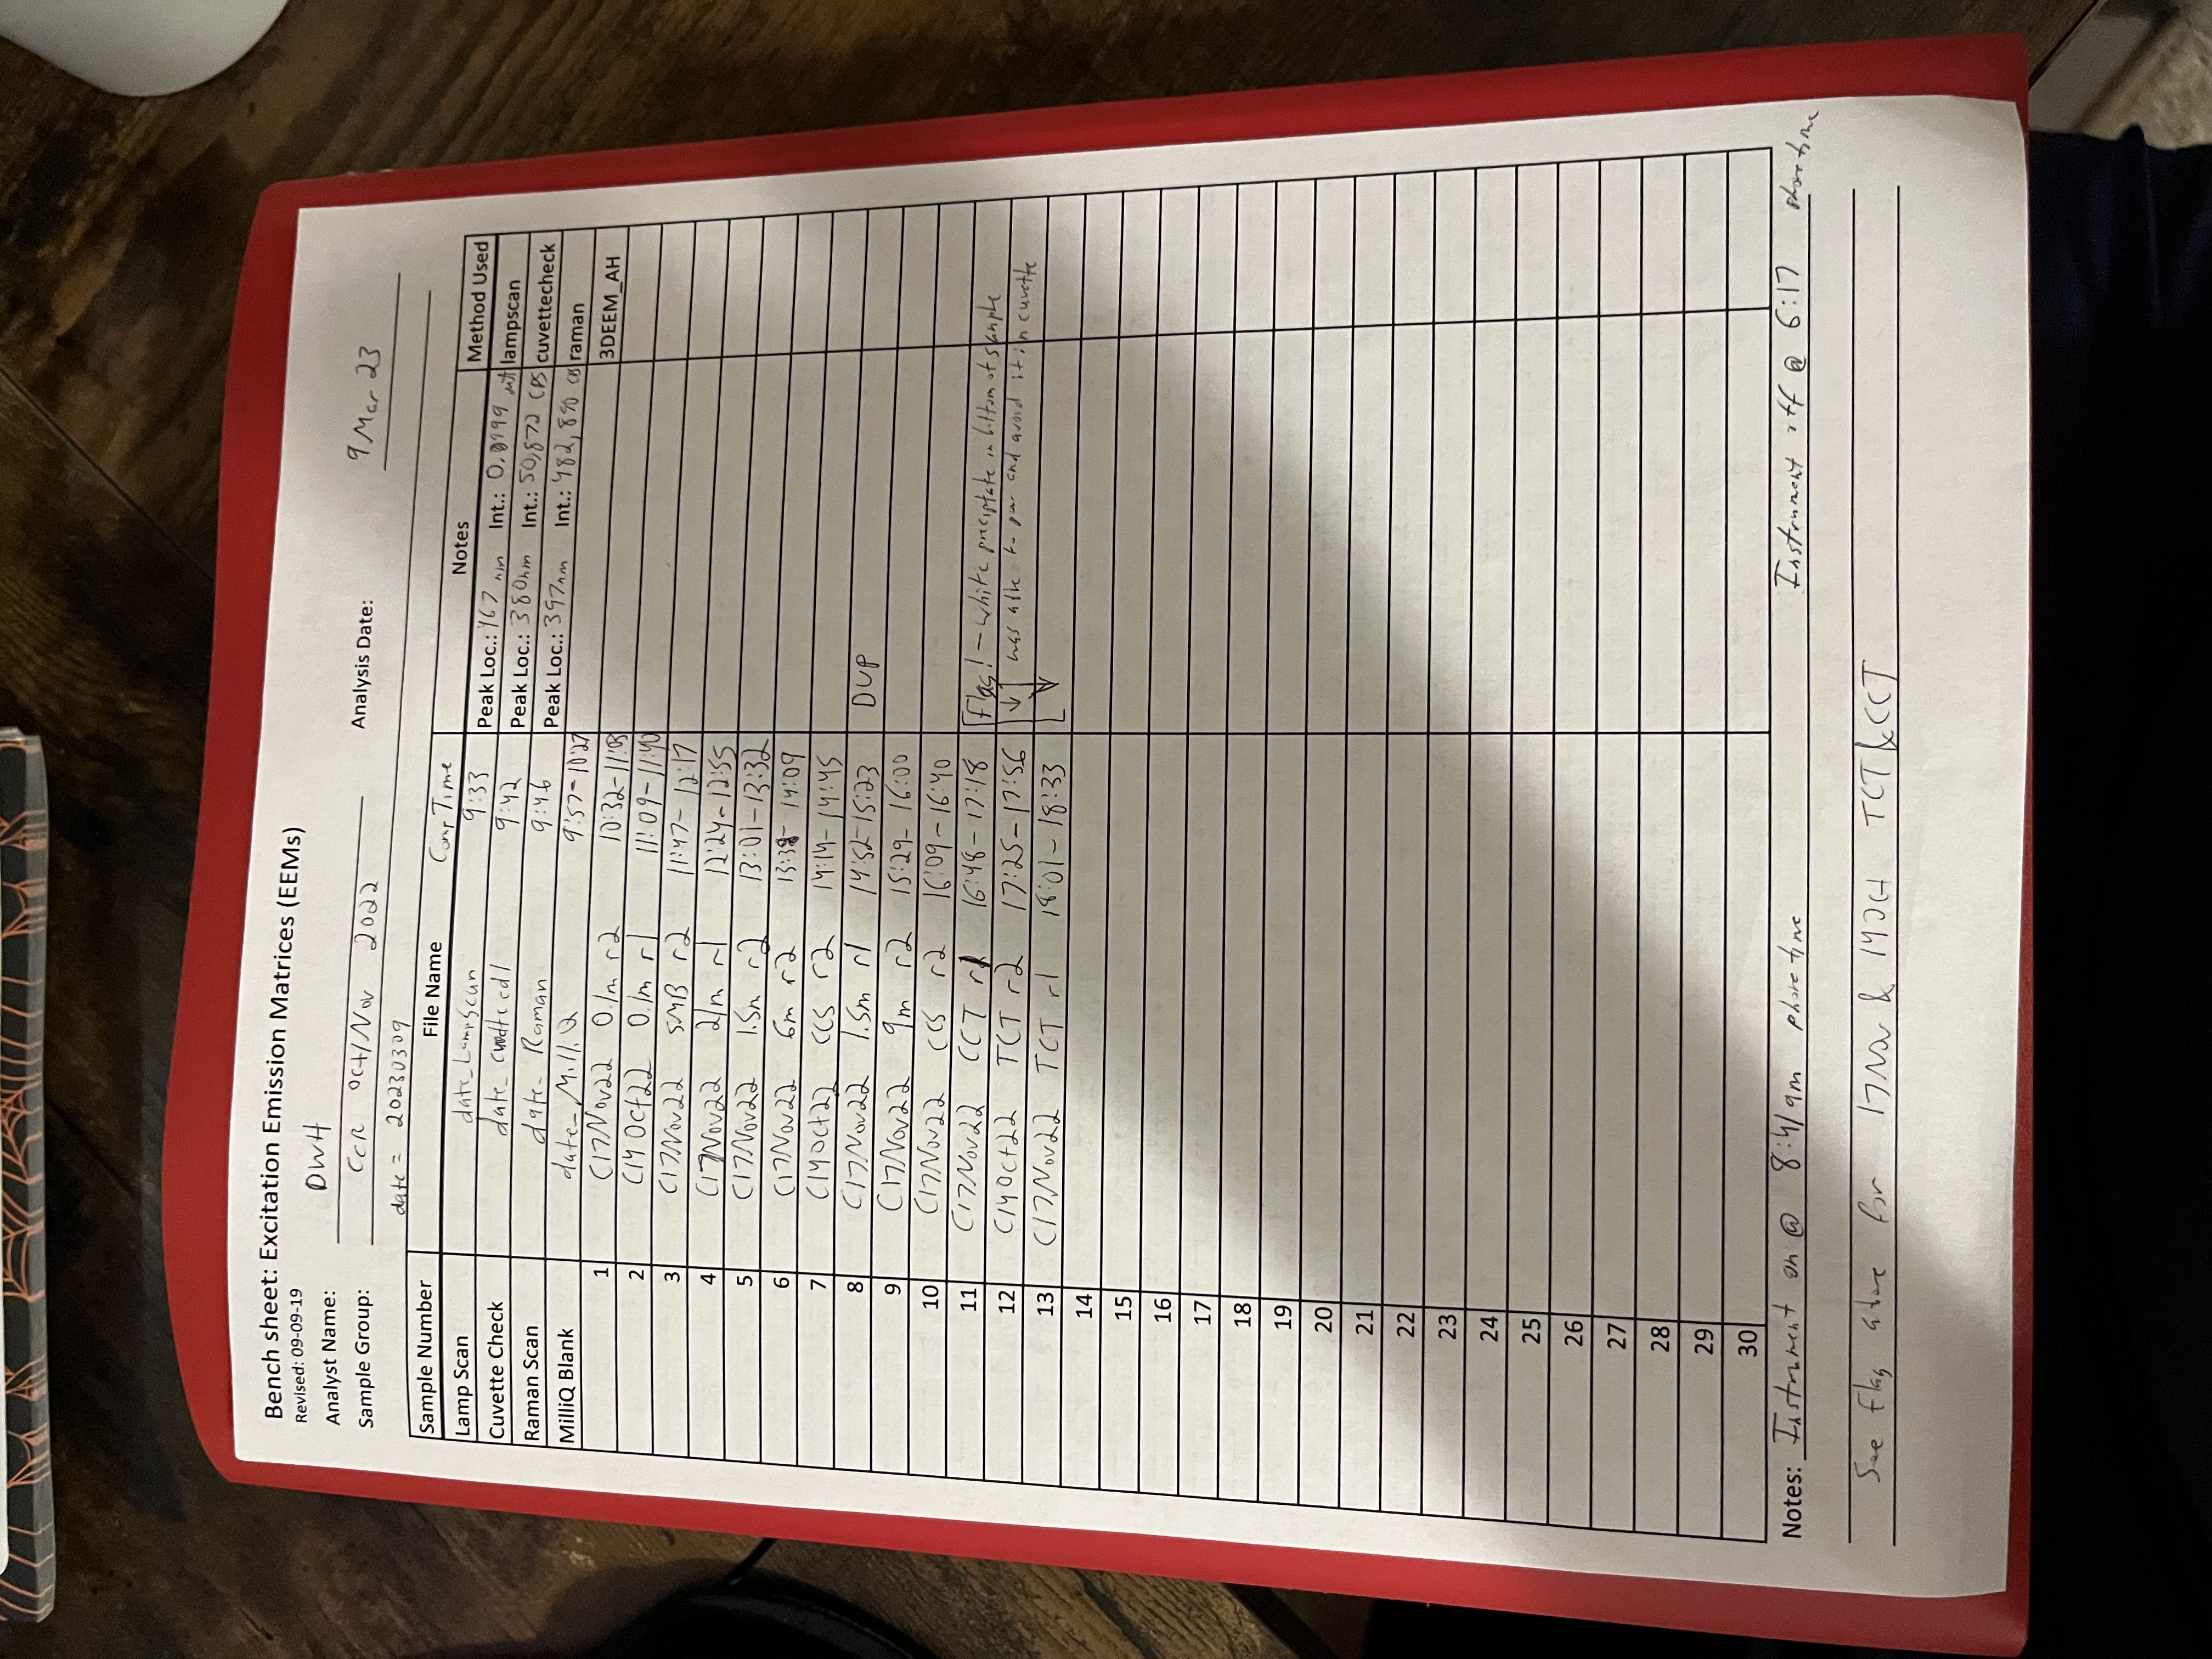 Bench sheet: Excitation Emission Matrices (EEMs)
Revised: 09-09-19
Analyst Name: DWH
Sample Group: CCR Oct/Nov 2022 Analysis Date: 9 Mar 23
date = 20230309
Sample Number File Name Comp Time Notes Method Used
Lamp Scan date_LampScan 9:33 Peak Loc.: 467 nm Int.: lampscan
Cuvette Check 9:42 Peak Loc.: 380nm Int.: 50,872 CPS cuvettecheck
Raman Scan date_Raman 9:46 Peak Loc.: 397nm Int.: 482,890 raman
MilliQ Blank date_MilliQ 9:57-10:27 3DEEM_AH
1 C17Nov22 0.1m r2 10:32-11:03
2 C14Oct22 0.1m r1 11:09-11:40
3 C17Nov22 SMB r2 11:47-12:17
4 C17Nov22 21m r1 12:24-12:55
5 C17Nov22 1.5m r2 13:01-13:32
6 C17Nov22 6m r2 13:38-14:09
7 C14Oct22 CCS r2 14:14-14:45
8 C17Nov22 1.5m r1 14:52-15:23 DUP
9 C17Nov22 9m r2 15:29-16:00
10 C17Nov22 CCS r2 16:09-16:40
11 C17Nov22 CCT r1 16:48-17:18 Flag! - white preciptate in bottom of sample
12 C14Oct22 TCT r2 17:25-17:56 ↓ was able to pour and avoid it in cuvette
13 C17Nov22 TCT r1 18:01-18:33 ↓
14
15
16
17
18
19
20
21
22
23
24
25
26
27
28
29
30
Notes: Instrument on @ 8:41am phone time Instrument off @ 6:17 phone time
See flag above for 17Nov & 14Oct TCT & CCT